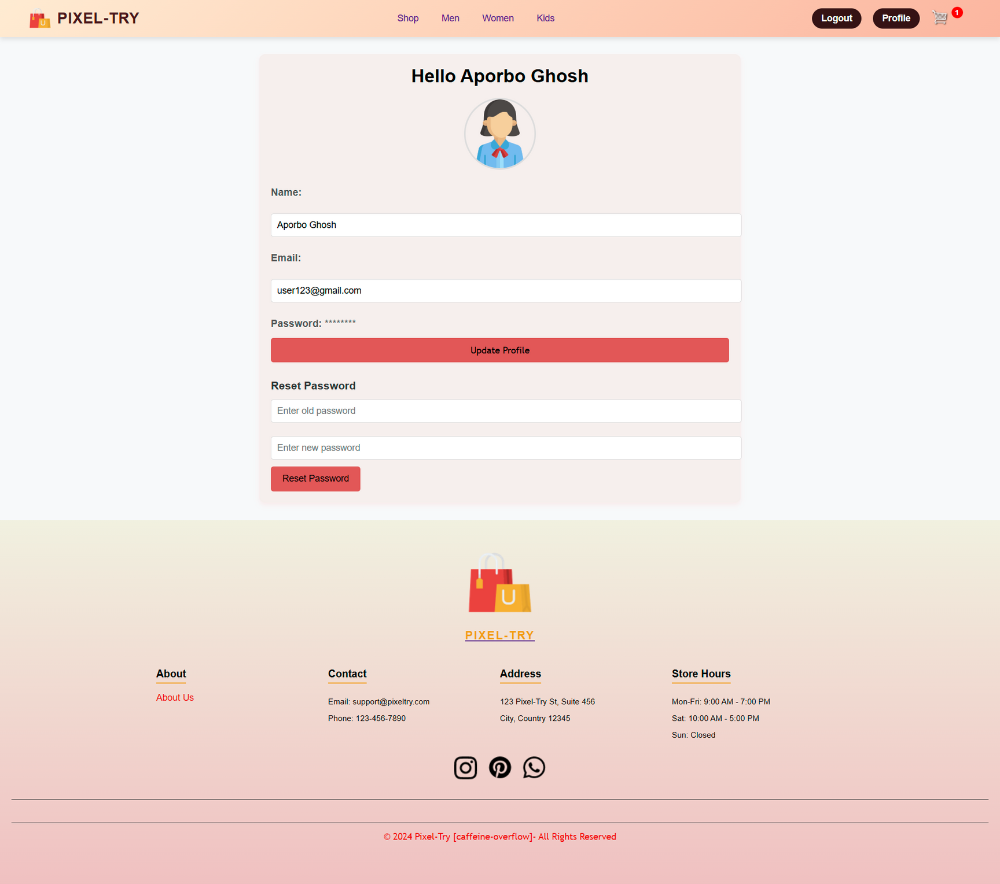 PIXEL-TRY
Shop Men Women Kids
Logout Profile 1
Hello Aporbo Ghosh
Name:
Aporbo Ghosh
Email:
user123@gmail.com
Password: ********
Update Profile
Reset Password
Enter old password
Enter new password
Reset Password
U
PIXEL-TRY
About
About Us
Contact
Email: support@pixeltry.com
Phone: 123-456-7890
Address
123 Pixel-Try St, Suite 456
City, Country 12345
Store Hours
Mon-Fri: 9:00 AM - 7:00 PM
Sat: 10:00 AM - 5:00 PM
Sun: Closed
© 2024 Pixel-Try [caffeine-overflow]- All Rights Reserved